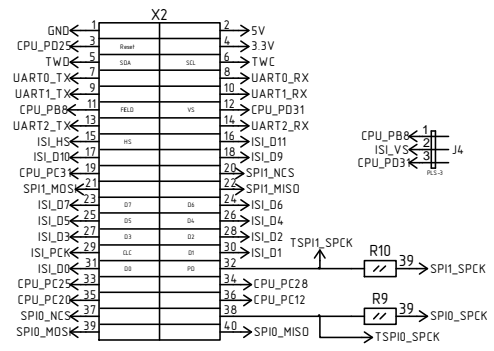 X2
GND 1 2 5V
CPU_PD25 3 Reset 4 3.3V
TWD 5 SDA SCL 6 TWC
UART0_TX 7 8 UART0_RX
UART1_TX 9 10 UART1_RX
CPU_PB8 11 FELD VS 12 CPU_PD31
UART2_TX 13 14 UART2_RX
ISI_HS 15 HS 16 ISI_D11
ISI_D10 17 18 ISI_D9
CPU_PC31 19 20 SPI1_NCS
SPI1_MOSI 21 22 SPI1_MISO
ISI_D7 23 D7 D6 24 ISI_D6
ISI_D5 25 D5 D4 26 ISI_D4
ISI_D3 27 D3 D2 28 ISI_D2
ISI_PCK 29 CLC D1 30 ISI_D1
ISI_D0 31 D0 PD 32
CPU_PC25 33 34 CPU_PC28
CPU_PC20 35 36 CPU_PC12
SPI0_NCS 37 38
SPI0_MOSI 39 40 SPI0_MISO
CPU_PB8 1
ISI_VS 2 J4
CPU_PD31 3
PLS-3
TSPI1_SPCK
R10
39 SPI1_SPCK
R9
39 SPI0_SPCK
TSPI0_SPCK